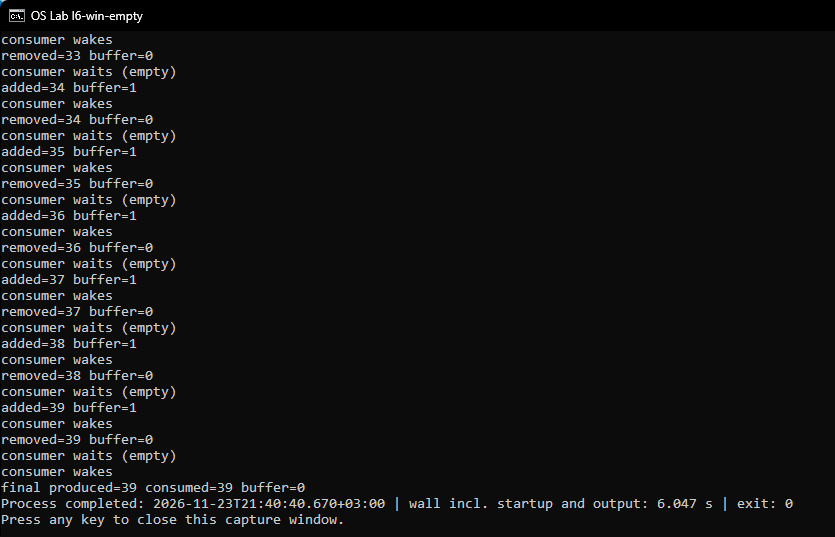 OS Lab l6-win-empty
consumer wakes
removed=33 buffer=0
consumer waits (empty)
added=34 buffer=1
consumer wakes
removed=34 buffer=0
consumer waits (empty)
added=35 buffer=1
consumer wakes
removed=35 buffer=0
consumer waits (empty)
added=36 buffer=1
consumer wakes
removed=36 buffer=0
consumer waits (empty)
added=37 buffer=1
consumer wakes
removed=37 buffer=0
consumer waits (empty)
added=38 buffer=1
consumer wakes
removed=38 buffer=0
consumer waits (empty)
added=39 buffer=1
consumer wakes
removed=39 buffer=0
consumer waits (empty)
consumer wakes
final produced=39 consumed=39 buffer=0
Process completed: 2026-11-23T21:40:40.670+03:00 | wall incl. startup and output: 6.047 s | exit: 0
Press any key to close this capture window.